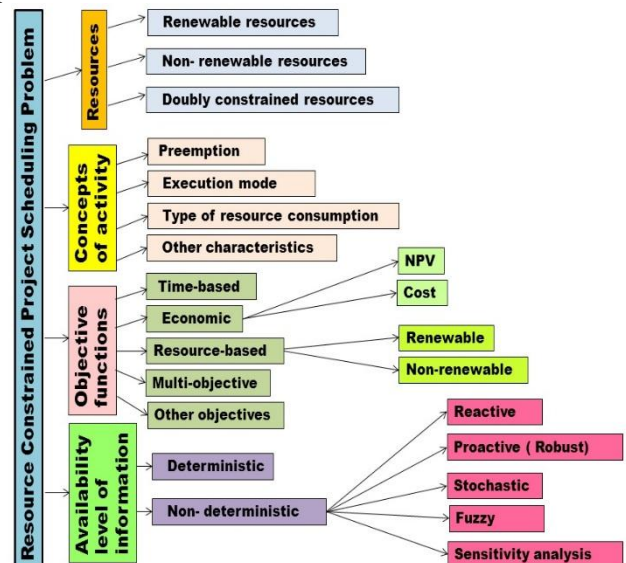 Resource Constrained Project Scheduling Problem
Resources
Renewable resources
Non- renewable resources
Doubly constrained resources
Concepts
of activity
Preemption
Execution mode
Type of resource consumption
Other characteristics
Objective
functions
Time-based
Economic
Resource-based
Multi-objective
Other objectives
NPV
Cost
Renewable
Non-renewable
Availability
level of
information
Deterministic
Non- deterministic
Reactive
Proactive ( Robust)
Stochastic
Fuzzy
Sensitivity analysis